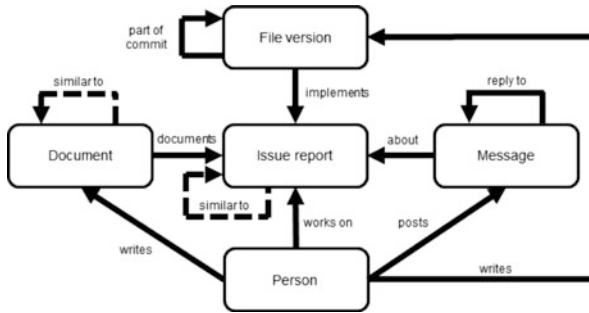 part of
commit
File version
similar to
implements
reply to
Document
documents
Issue report
about
Message
similar to
works on
posts
writes
Person
writes